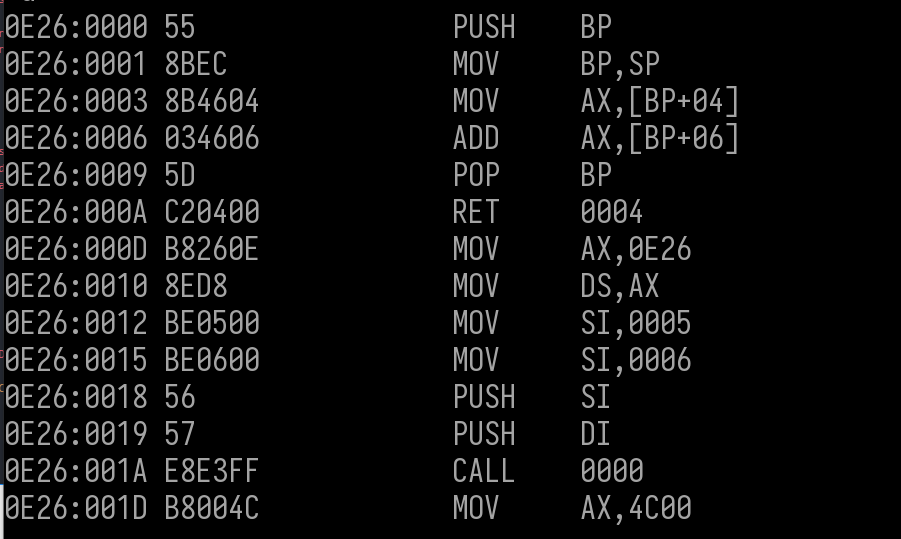 0E26:0000 55 PUSH BP
0E26:0001 8BEC MOV BP,SP
0E26:0003 8B4604 MOV AX,[BP+04]
0E26:0006 034606 ADD AX,[BP+06]
0E26:0009 5D POP BP
0E26:000A C20400 RET 0004
0E26:000D B8260E MOV AX,0E26
0E26:0010 8ED8 MOV DS,AX
0E26:0012 BE0500 MOV SI,0005
0E26:0015 BE0600 MOV SI,0006
0E26:0018 56 PUSH SI
0E26:0019 57 PUSH DI
0E26:001A E8E3FF CALL 0000
0E26:001D B8004C MOV AX,4C00